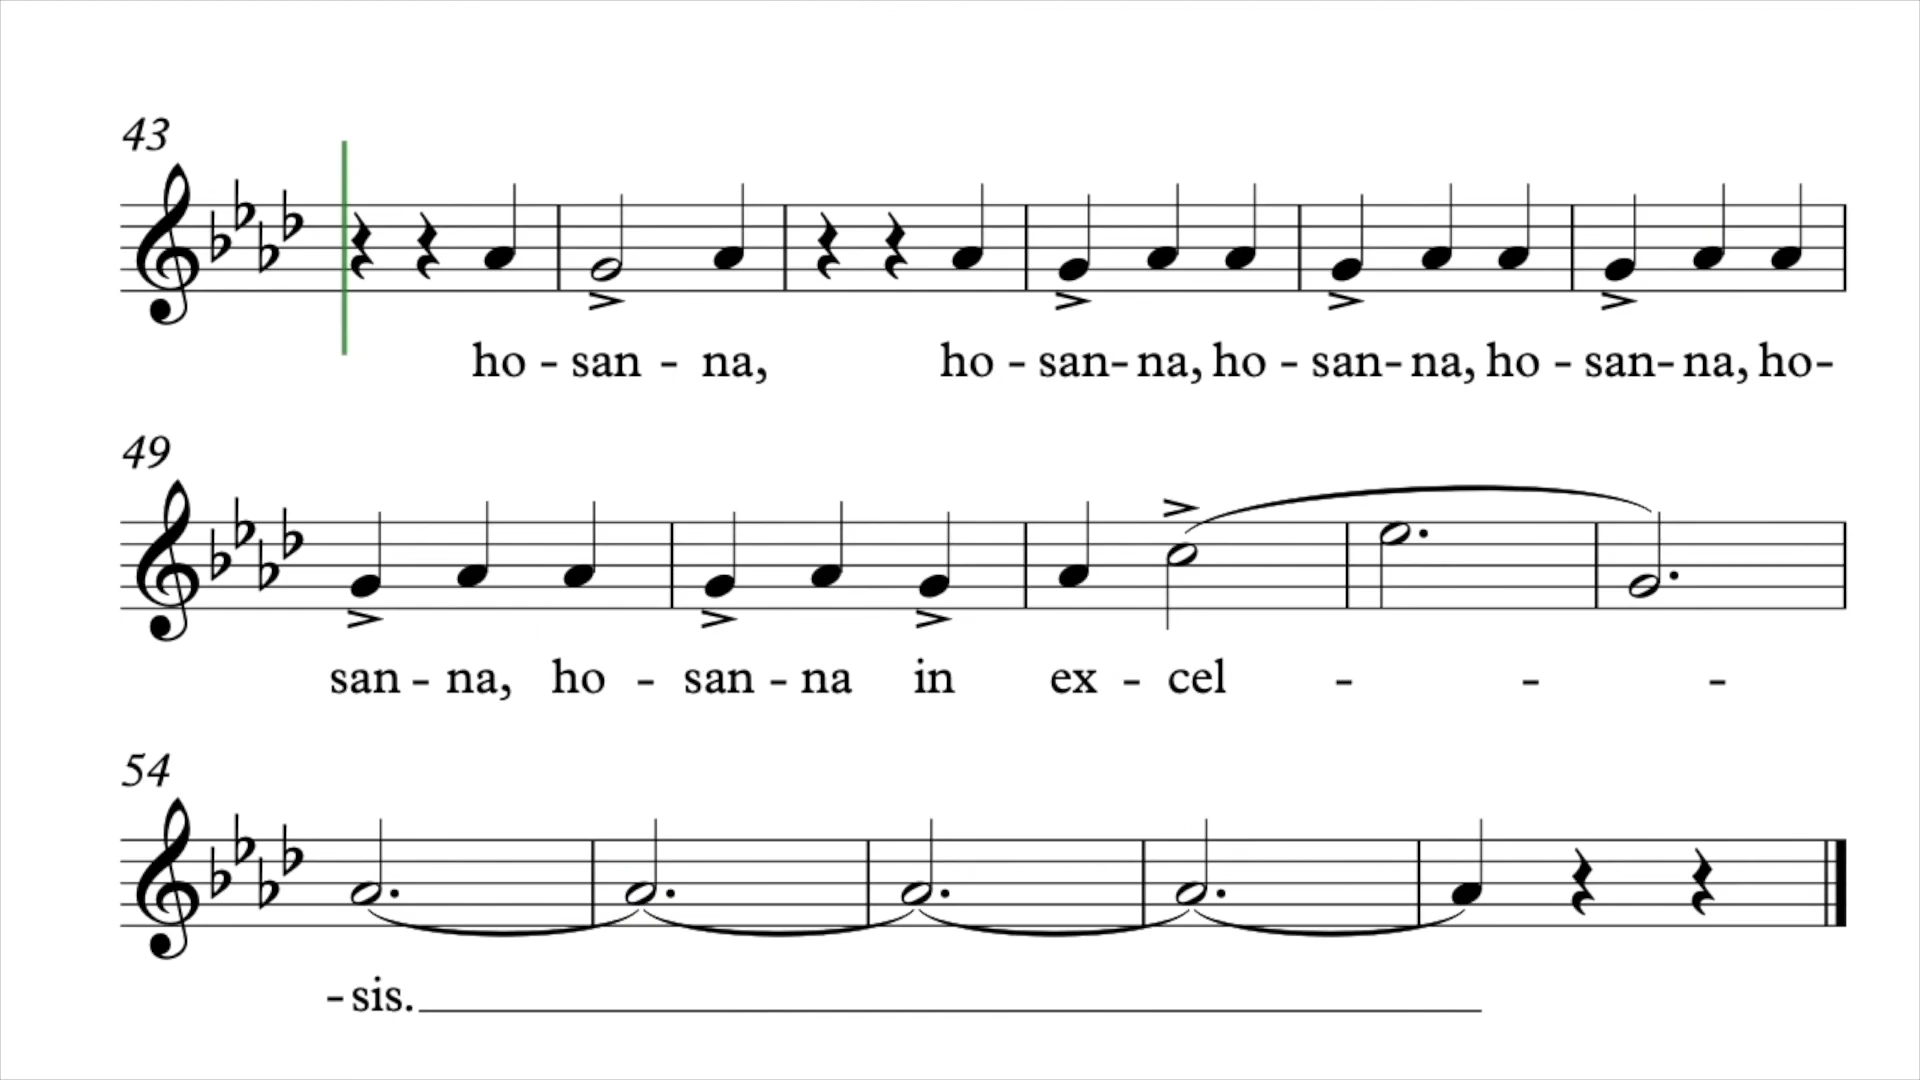 43
ho - san - na, ho - san- na, ho - san- na, ho - san- na, ho-
49
san - na, ho - san - na in ex - cel - - -
54
- sis.